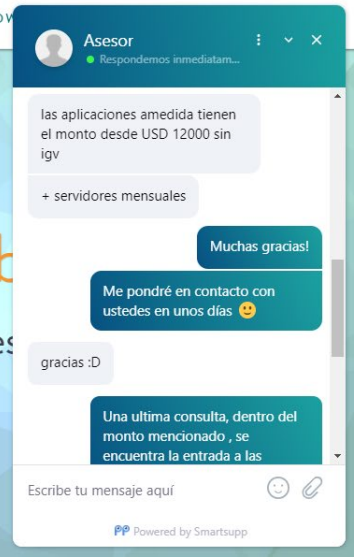 Asesor
Respondemos inmediatam...
las aplicaciones amedida tienen
el monto desde USD 12000 sin
igv
+ servidores mensuales
Muchas gracias!
Me pondré en contacto con
ustedes en unos días 🙂
gracias :D
Una ultima consulta, dentro del
monto mencionado , se
encuentra la entrada a las
Escribe tu mensaje aquí
Powered by Smartsupp